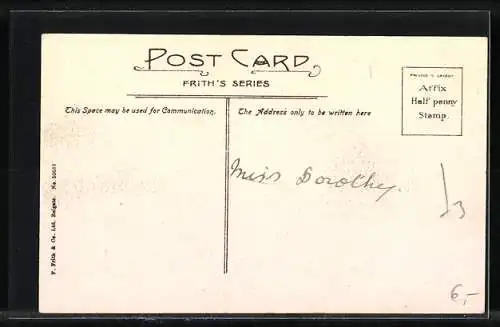 POST CARD
FRITH'S SERIES
This Space may be used for Communication.
The Address only to be written here
Affix
Half penny
Stamp.
Miss Dorothy.
6,-
F. Frith & Co., Ltd. Reigate.